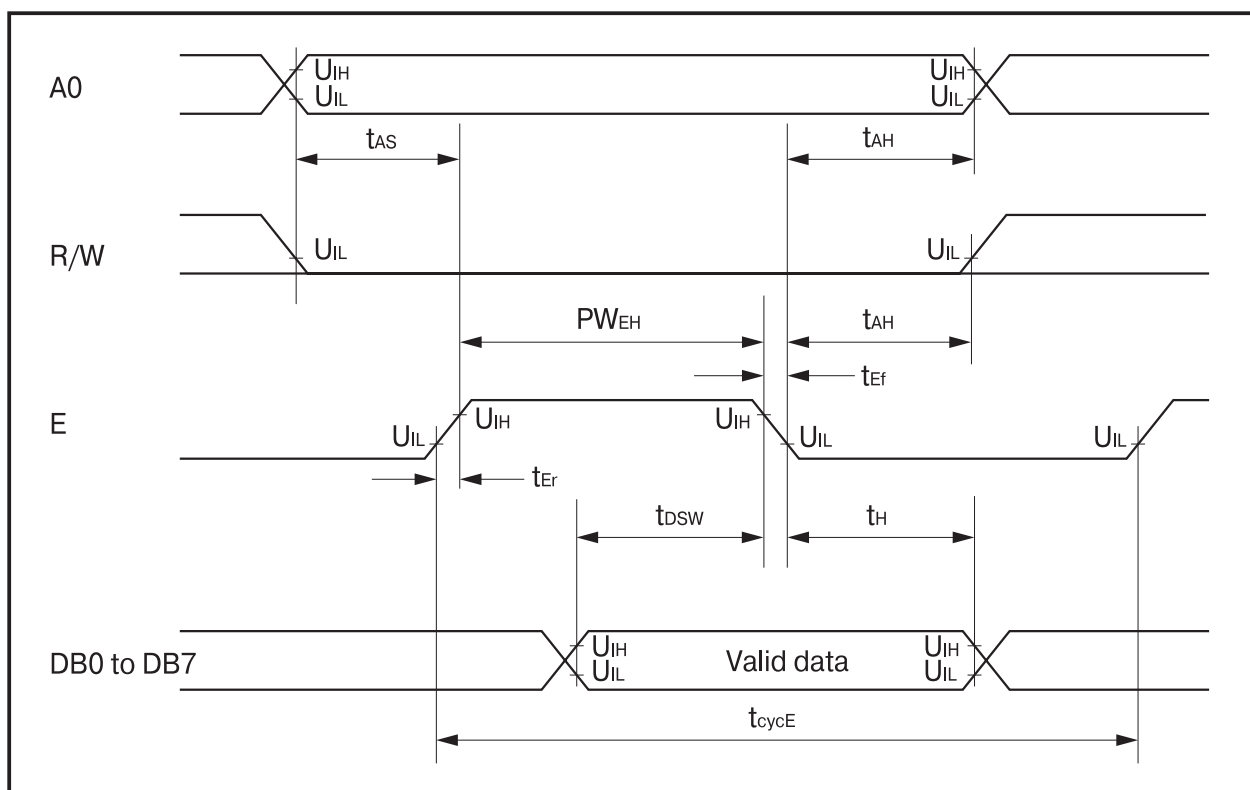 A0
UIH
UIL
UIH
UIL
tAS
tAH
R/W
UIL
UIL
PWEH
tAH
tEf
E
UIL
UIH
UIH
UIL
UIL
tEr
tDSW
tH
DB0 to DB7
UIH
UIL
Valid data
UIH
UIL
tcycE